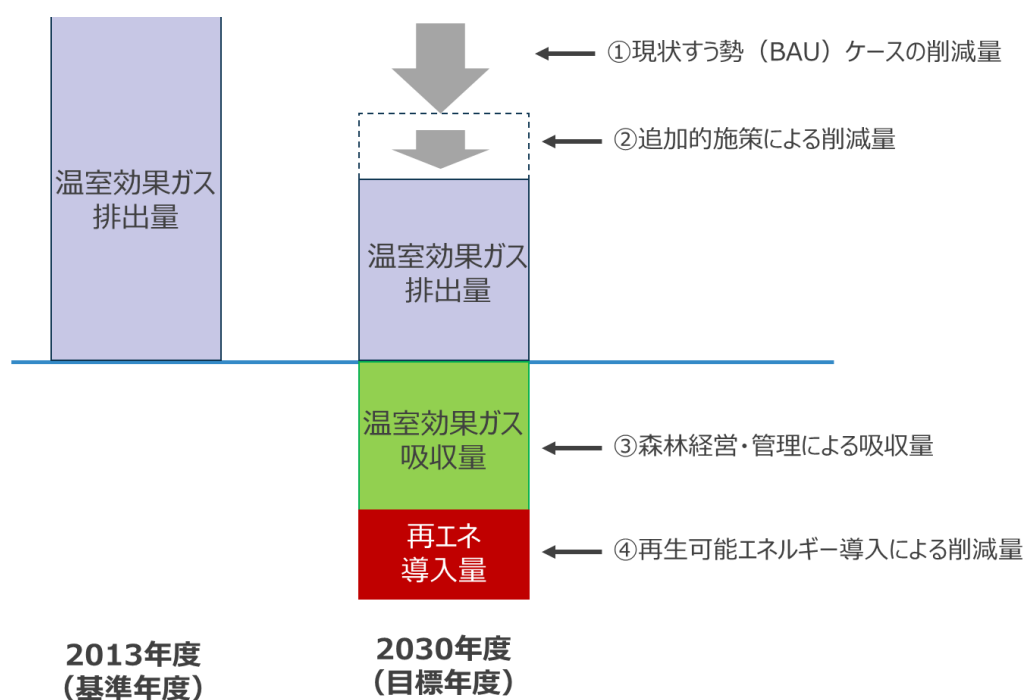 ①現状すう勢（BAU）ケースの削減量
②追加的施策による削減量
温室効果ガス
排出量
温室効果ガス
排出量
温室効果ガス
吸収量
③森林経営・管理による吸収量
再エネ
導入量
④再生可能エネルギー導入による削減量
2013年度
（基準年度）
2030年度
（目標年度）